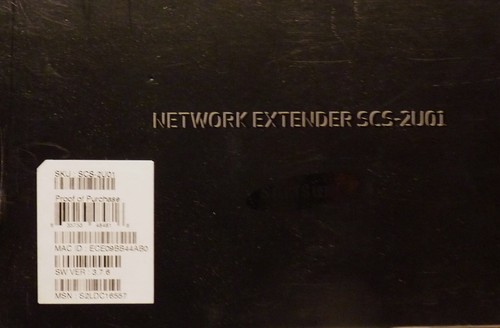 NETWORK EXTENDER SCS-2U01
SKU : SCS-2U01
Proof of Purchase
MAC ID : ECE09BB44AB0
SW VER : 3.7.6
MSN : S2LDC16557